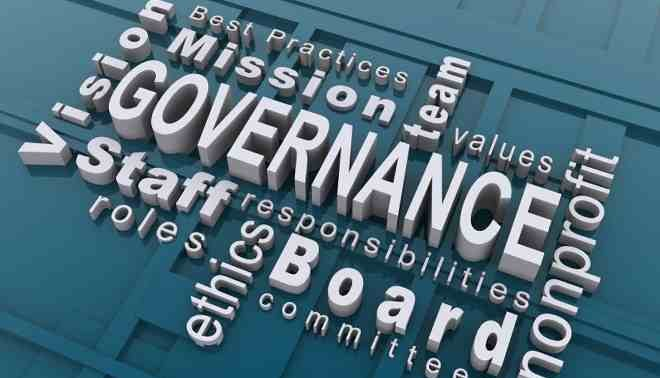 Best Practices
Mission
Vision
GOVERNANCE
team
values
Staff
roles
responsibilities
nonprofit
ethics
Board
committee